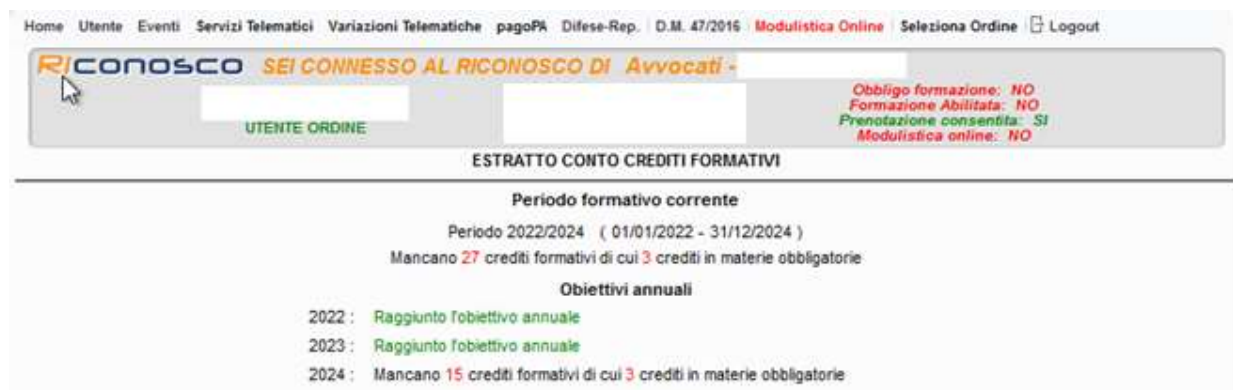 Home Utente Eventi Servizi Telematici Variazioni Telematiche pagoPA Difese-Rep. D.M. 47/2016 Modulistica Online Seleziona Ordine Logout
RICONOSCO SEI CONNESSO AL RICONOSCO DI Avvocati -
Obbligo formazione: NO
Formazione Abilitata: NO
Prenotazione consentita: SI
UTENTE ORDINE
Modulistica online: NO
ESTRATTO CONTO CREDITI FORMATIVI
Periodo formativo corrente
Periodo 2022/2024 ( 01/01/2022 - 31/12/2024 )
Mancano 27 crediti formativi di cui 3 crediti in materie obbligatorie
Obiettivi annuali
2022 : Raggiunto l'obiettivo annuale
2023 : Raggiunto l'obiettivo annuale
2024 : Mancano 15 crediti formativi di cui 3 crediti in materie obbligatorie